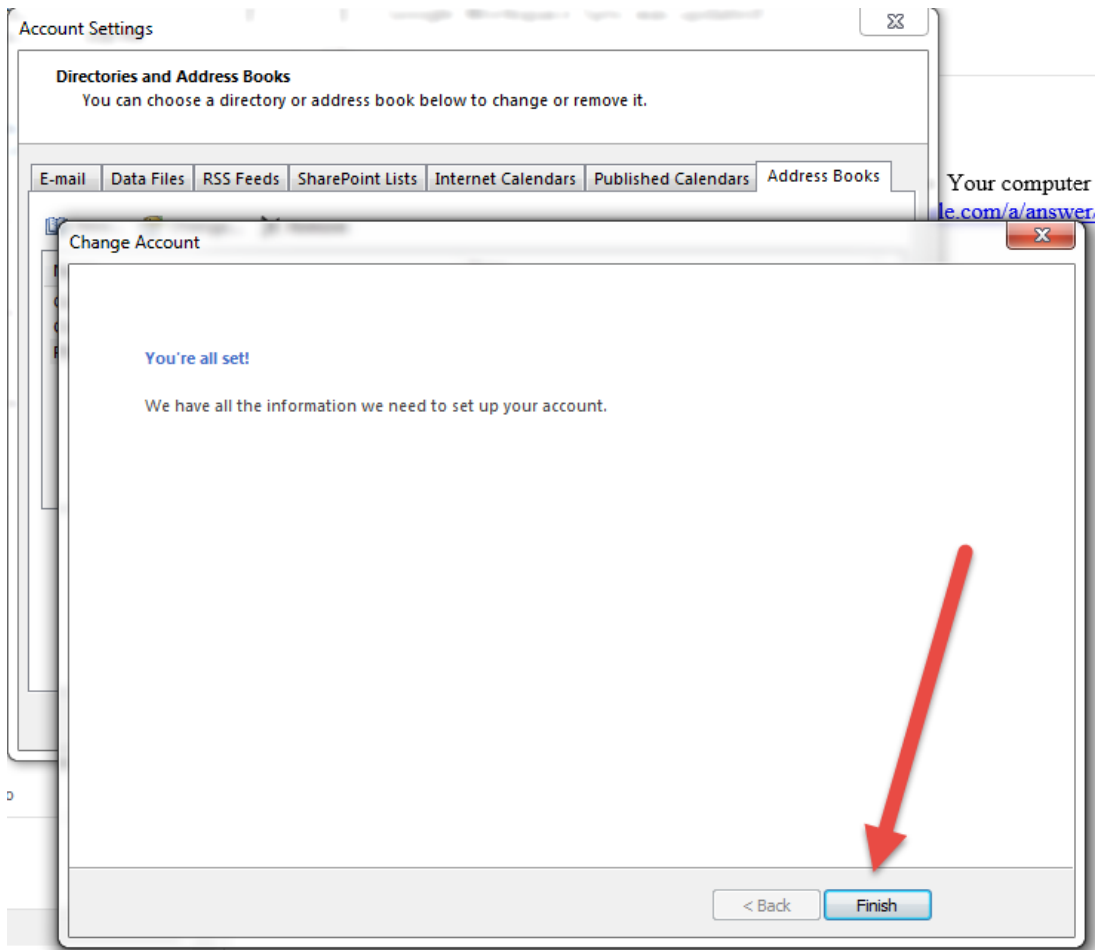 Account Settings
Directories and Address Books
You can choose a directory or address book below to change or remove it.
E-mail Data Files RSS Feeds SharePoint Lists Internet Calendars Published Calendars Address Books
Your computer
le.com/a/answer/
Change Account
You're all set!
We have all the information we need to set up your account.
< Back Finish